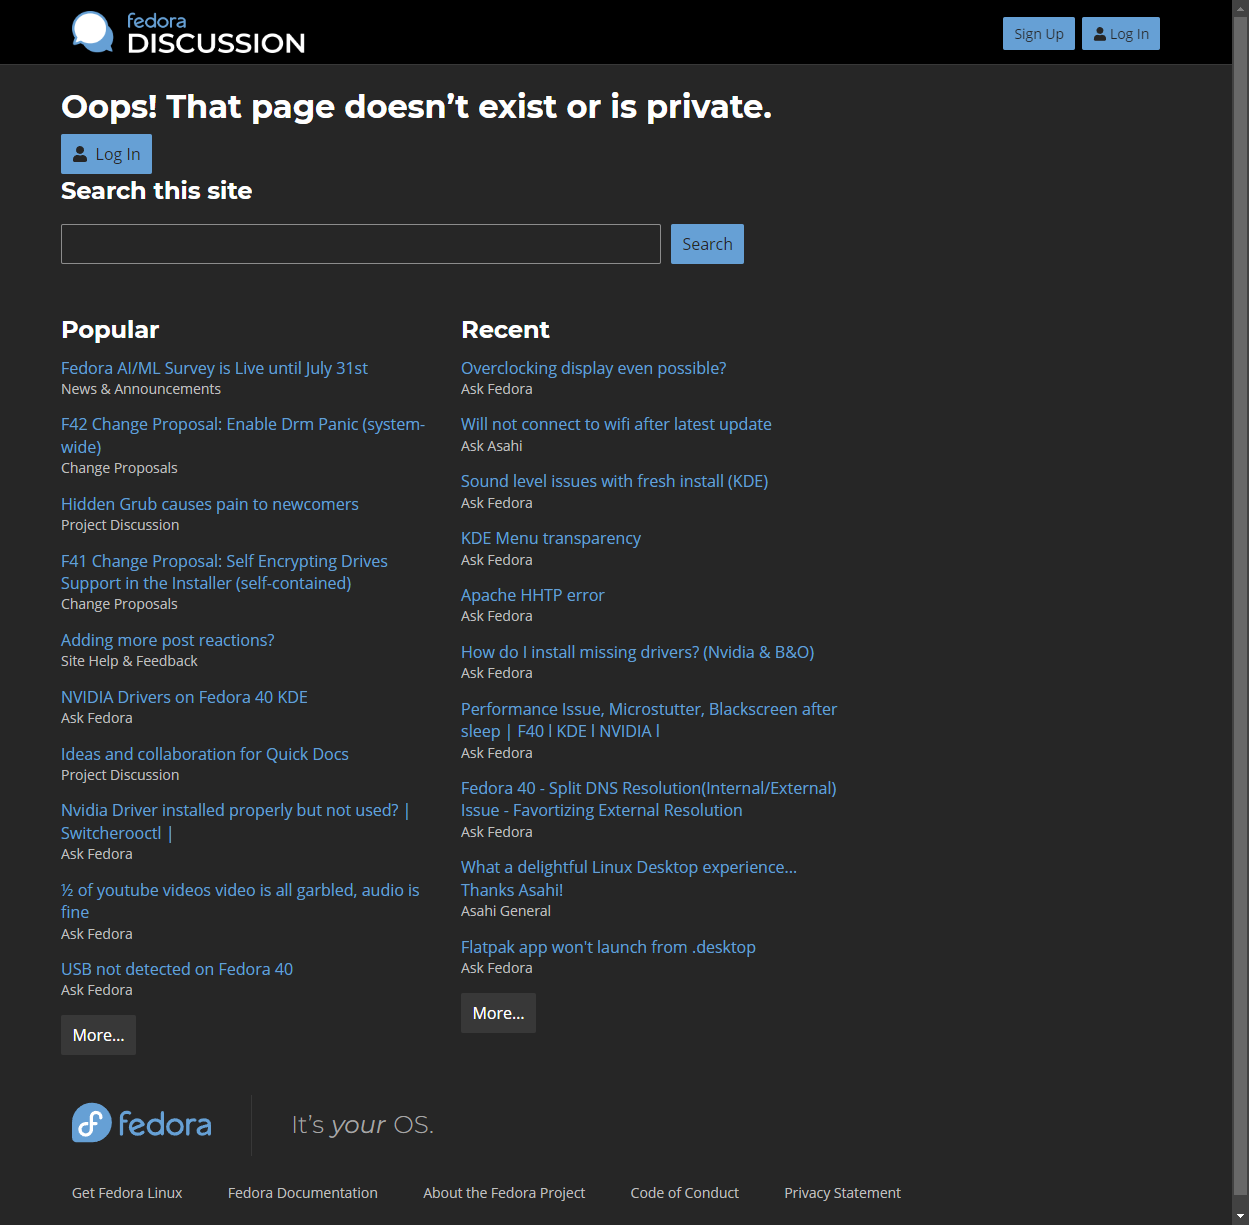 fedora
DISCUSSION
Sign Up
Log In
Oops! That page doesn’t exist or is private.
Log In
Search this site
Search
Popular
Fedora AI/ML Survey is Live until July 31st
News & Announcements
F42 Change Proposal: Enable Drm Panic (system-
wide)
Change Proposals
Hidden Grub causes pain to newcomers
Project Discussion
F41 Change Proposal: Self Encrypting Drives
Support in the Installer (self-contained)
Change Proposals
Adding more post reactions?
Site Help & Feedback
NVIDIA Drivers on Fedora 40 KDE
Ask Fedora
Ideas and collaboration for Quick Docs
Project Discussion
Nvidia Driver installed properly but not used? |
Switcherooctl |
Ask Fedora
½ of youtube videos video is all garbled, audio is
fine
Ask Fedora
USB not detected on Fedora 40
Ask Fedora
More...
Recent
Overclocking display even possible?
Ask Fedora
Will not connect to wifi after latest update
Ask Asahi
Sound level issues with fresh install (KDE)
Ask Fedora
KDE Menu transparency
Ask Fedora
Apache HHTP error
Ask Fedora
How do I install missing drivers? (Nvidia & B&O)
Ask Fedora
Performance Issue, Microstutter, Blackscreen after
sleep | F40 l KDE l NVIDIA l
Ask Fedora
Fedora 40 - Split DNS Resolution(Internal/External)
Issue - Favortizing External Resolution
Ask Fedora
What a delightful Linux Desktop experience…
Thanks Asahi!
Asahi General
Flatpak app won't launch from .desktop
Ask Fedora
More...
fedora
It’s your OS.
Get Fedora Linux
Fedora Documentation
About the Fedora Project
Code of Conduct
Privacy Statement